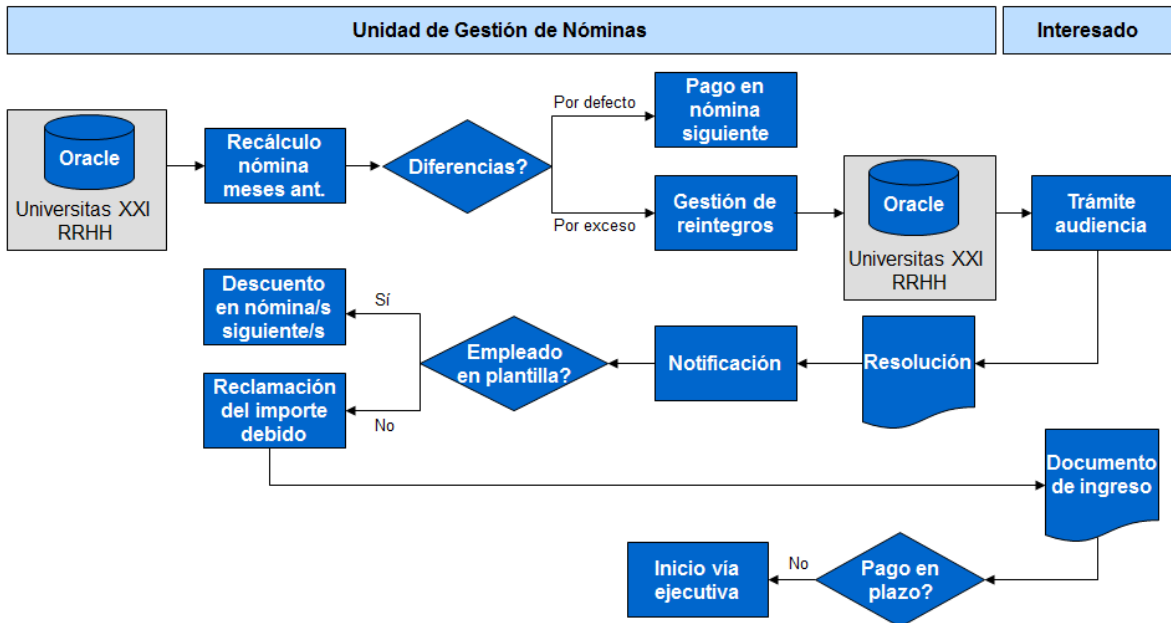 Unidad de Gestión de Nóminas
Interesado
Oracle
Universitas XXI
RRHH
Recálculo
nómina
meses ant.
Diferencias?
Por defecto
Pago en
nómina
siguiente
Por exceso
Gestión de
reintegros
Oracle
Universitas XXI
RRHH
Trámite
audiencia
Resolución
Notificación
Empleado
en plantilla?
Sí
Descuento
en nómina/s
siguiente/s
No
Reclamación
del importe
debido
Documento
de ingreso
Pago en
plazo?
No
Inicio vía
ejecutiva